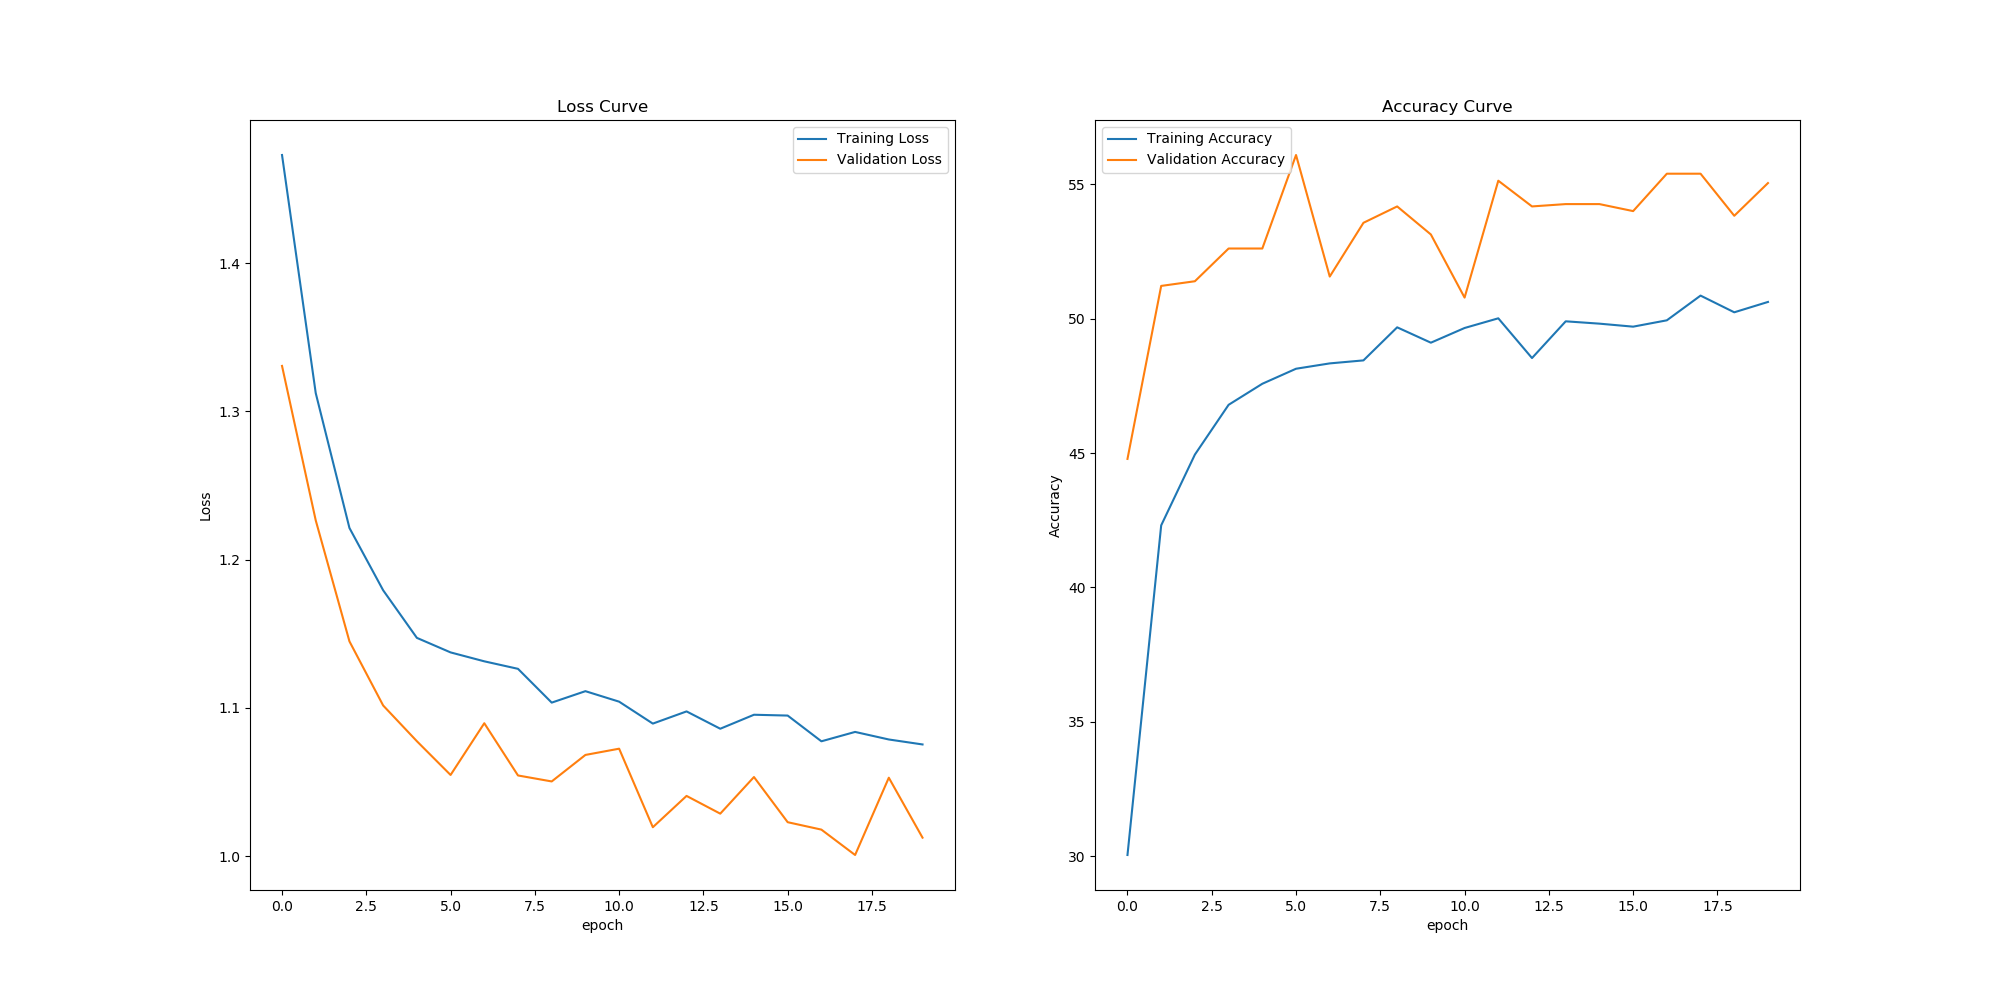 Loss Curve
Training Loss
Validation Loss
1.4
1.3
1.2
1.1
1.0
Loss
0.0 2.5 5.0 7.5 10.0 12.5 15.0 17.5
epoch
Accuracy Curve
Training Accuracy
Validation Accuracy
55
50
45
40
35
30
Accuracy
0.0 2.5 5.0 7.5 10.0 12.5 15.0 17.5
epoch